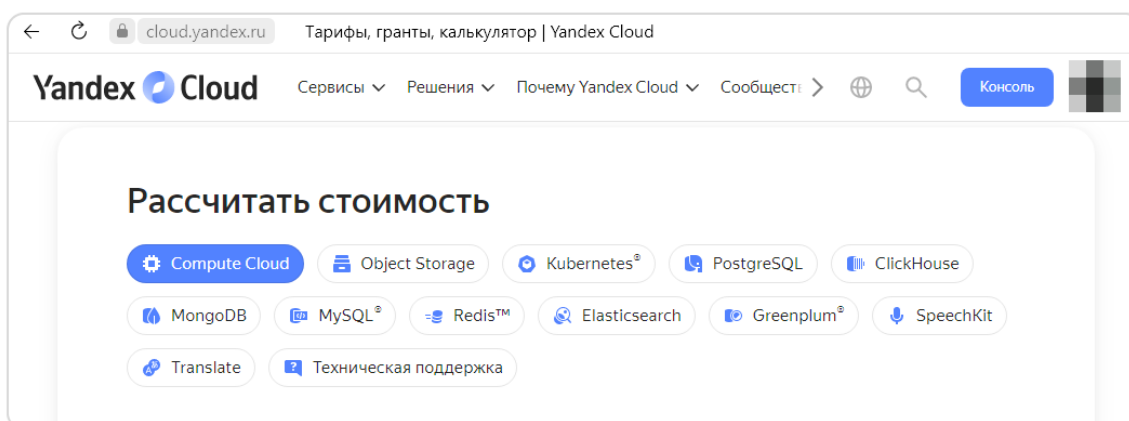 cloud.yandex.ru Тарифы, гранты, калькулятор | Yandex Cloud
Yandex Cloud Сервисы Решения Почему Yandex Cloud Сообщест Консоль
Рассчитать стоимость
Compute Cloud Object Storage Kubernetes® PostgreSQL ClickHouse
MongoDB MySQL® Redis™ Elasticsearch Greenplum® SpeechKit
Translate Техническая поддержка